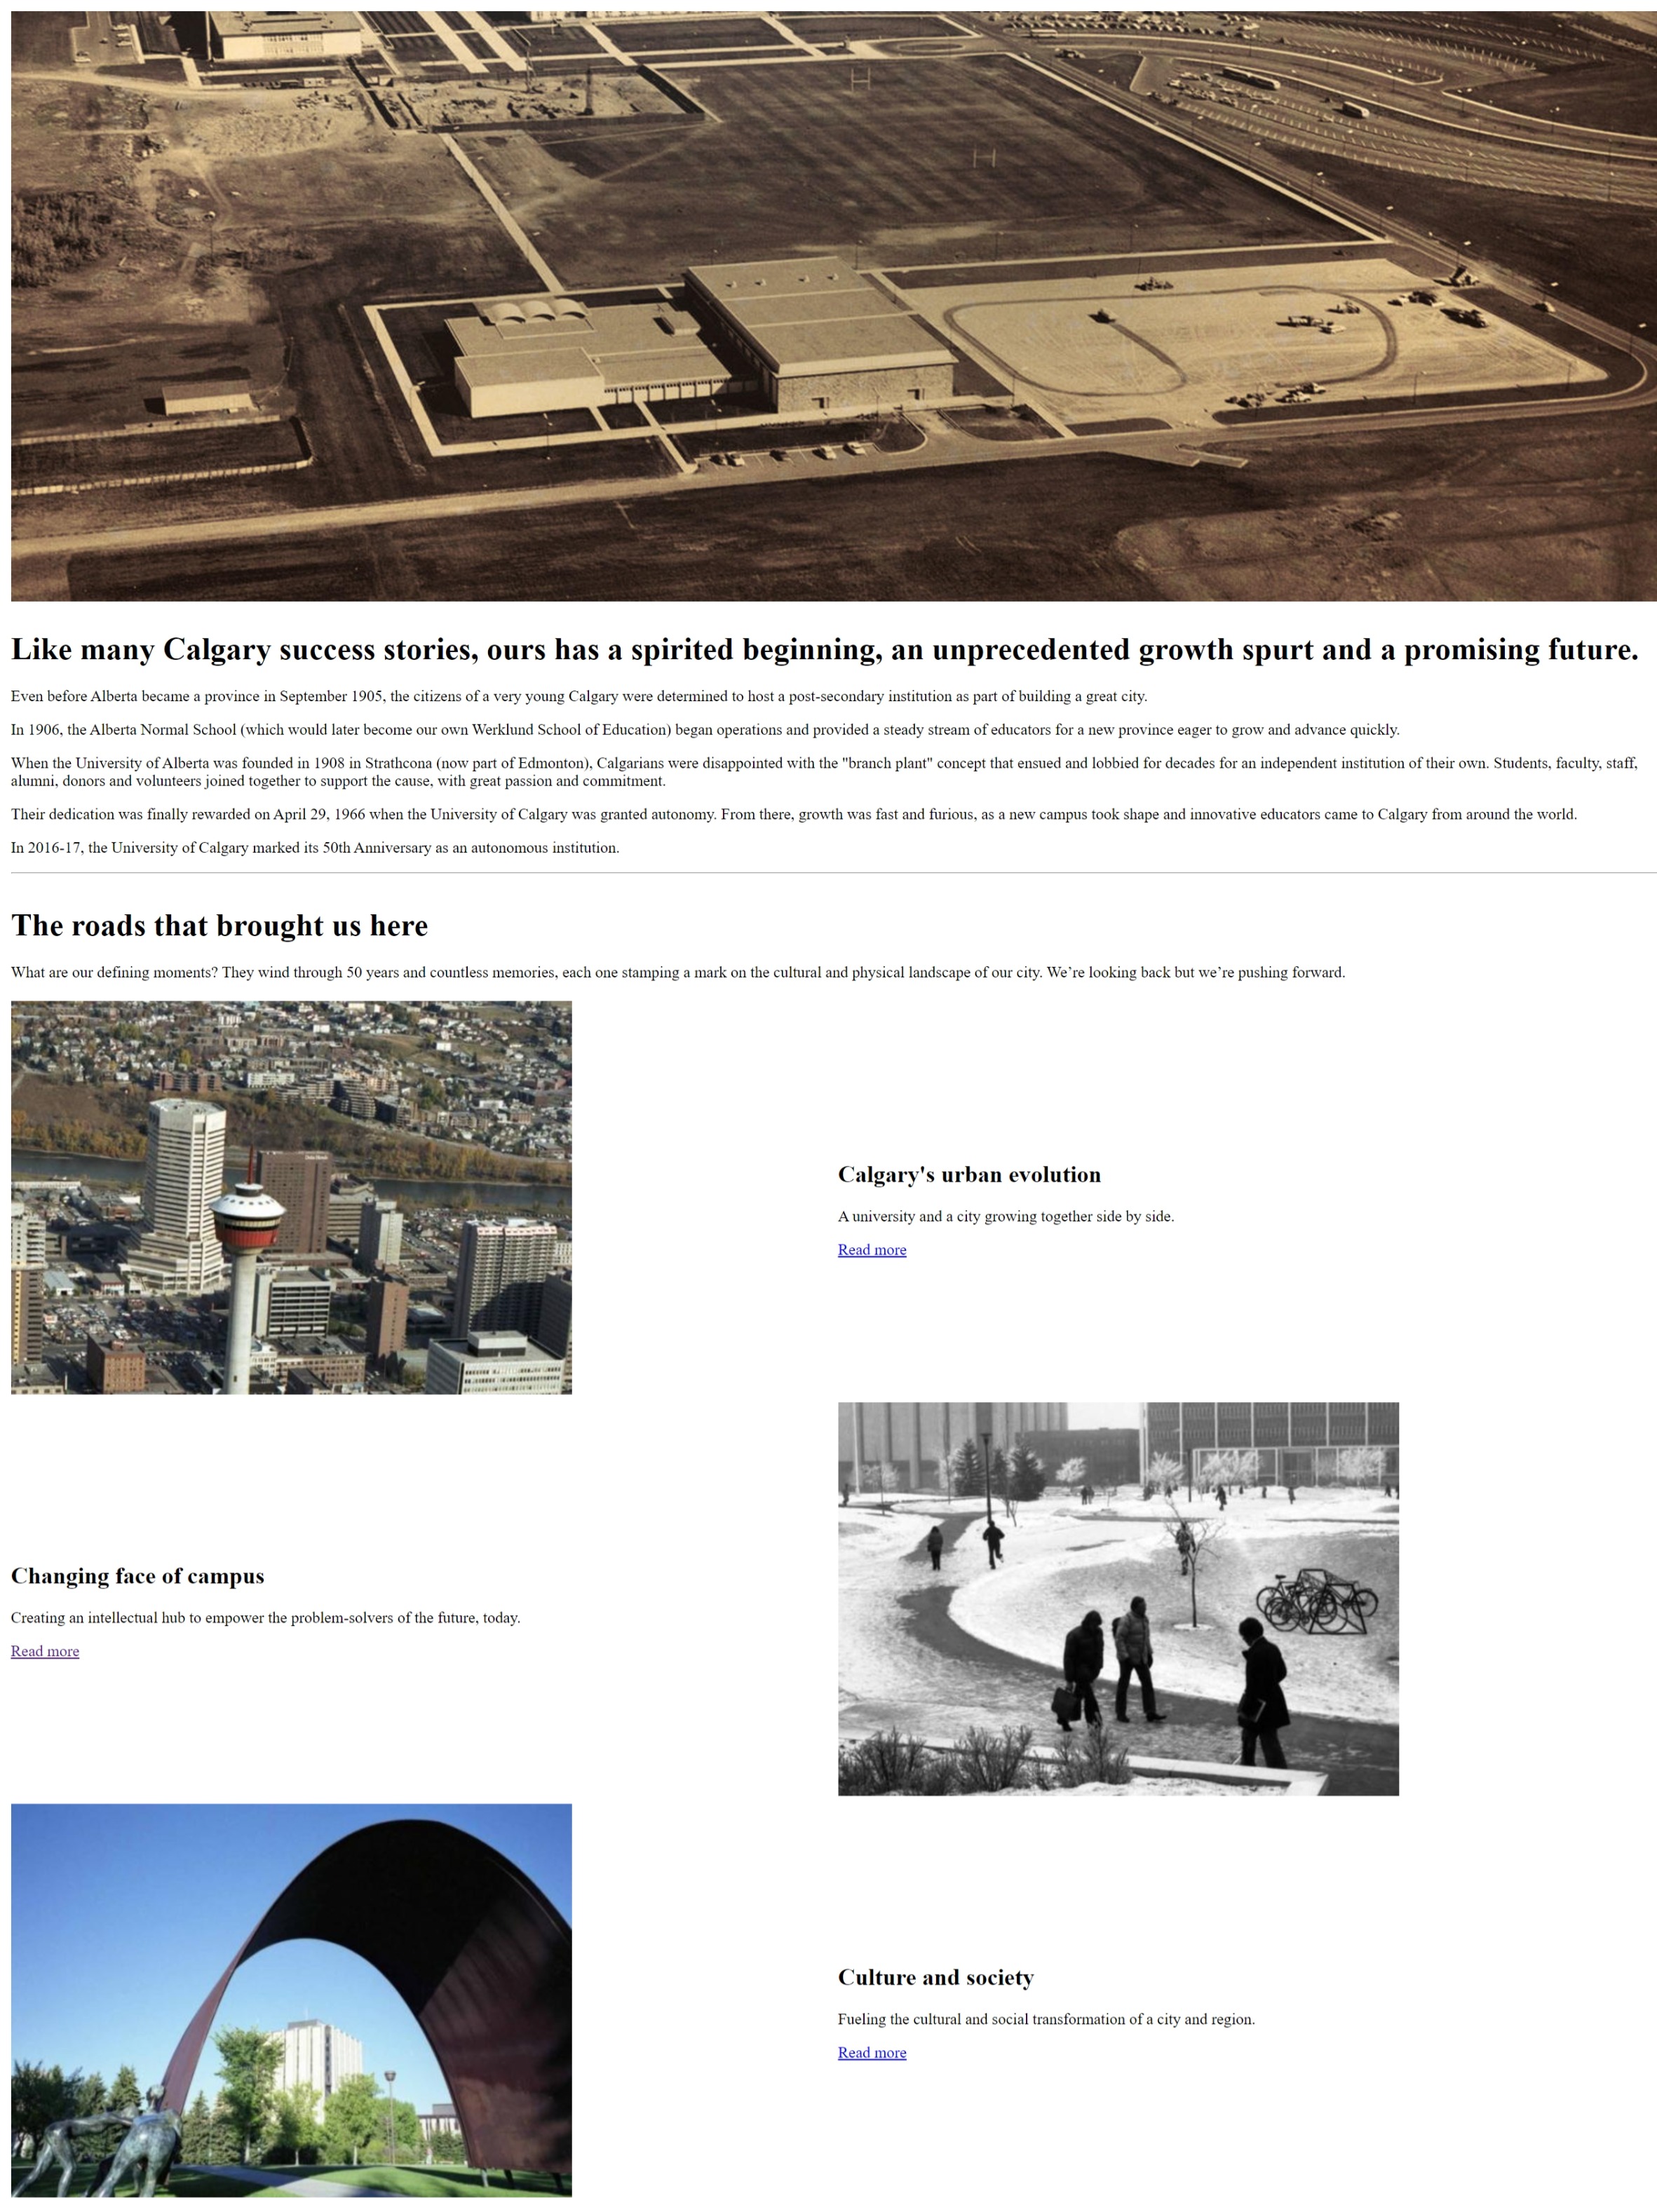 Like many Calgary success stories, ours has a spirited beginning, an unprecedented growth spurt and a promising future.
Even before Alberta became a province in September 1905, the citizens of a very young Calgary were determined to host a post-secondary institution as part of building a great city.
In 1906, the Alberta Normal School (which would later become our own Werklund School of Education) began operations and provided a steady stream of educators for a new province eager to grow and advance quickly.
When the University of Alberta was founded in 1908 in Strathcona (now part of Edmonton), Calgarians were disappointed with the "branch plant" concept that ensued and lobbied for decades for an independent institution of their own. Students, faculty, staff,
alumni, donors and volunteers joined together to support the cause, with great passion and commitment.
Their dedication was finally rewarded on April 29, 1966 when the University of Calgary was granted autonomy. From there, growth was fast and furious, as a new campus took shape and innovative educators came to Calgary from around the world.
In 2016-17, the University of Calgary marked its 50th Anniversary as an autonomous institution.
The roads that brought us here
What are our defining moments? They wind through 50 years and countless memories, each one stamping a mark on the cultural and physical landscape of our city. We’re looking back but we’re pushing forward.
Calgary's urban evolution
A university and a city growing together side by side.
Read more
Changing face of campus
Creating an intellectual hub to empower the problem-solvers of the future, today.
Read more
Culture and society
Fueling the cultural and social transformation of a city and region.
Read more